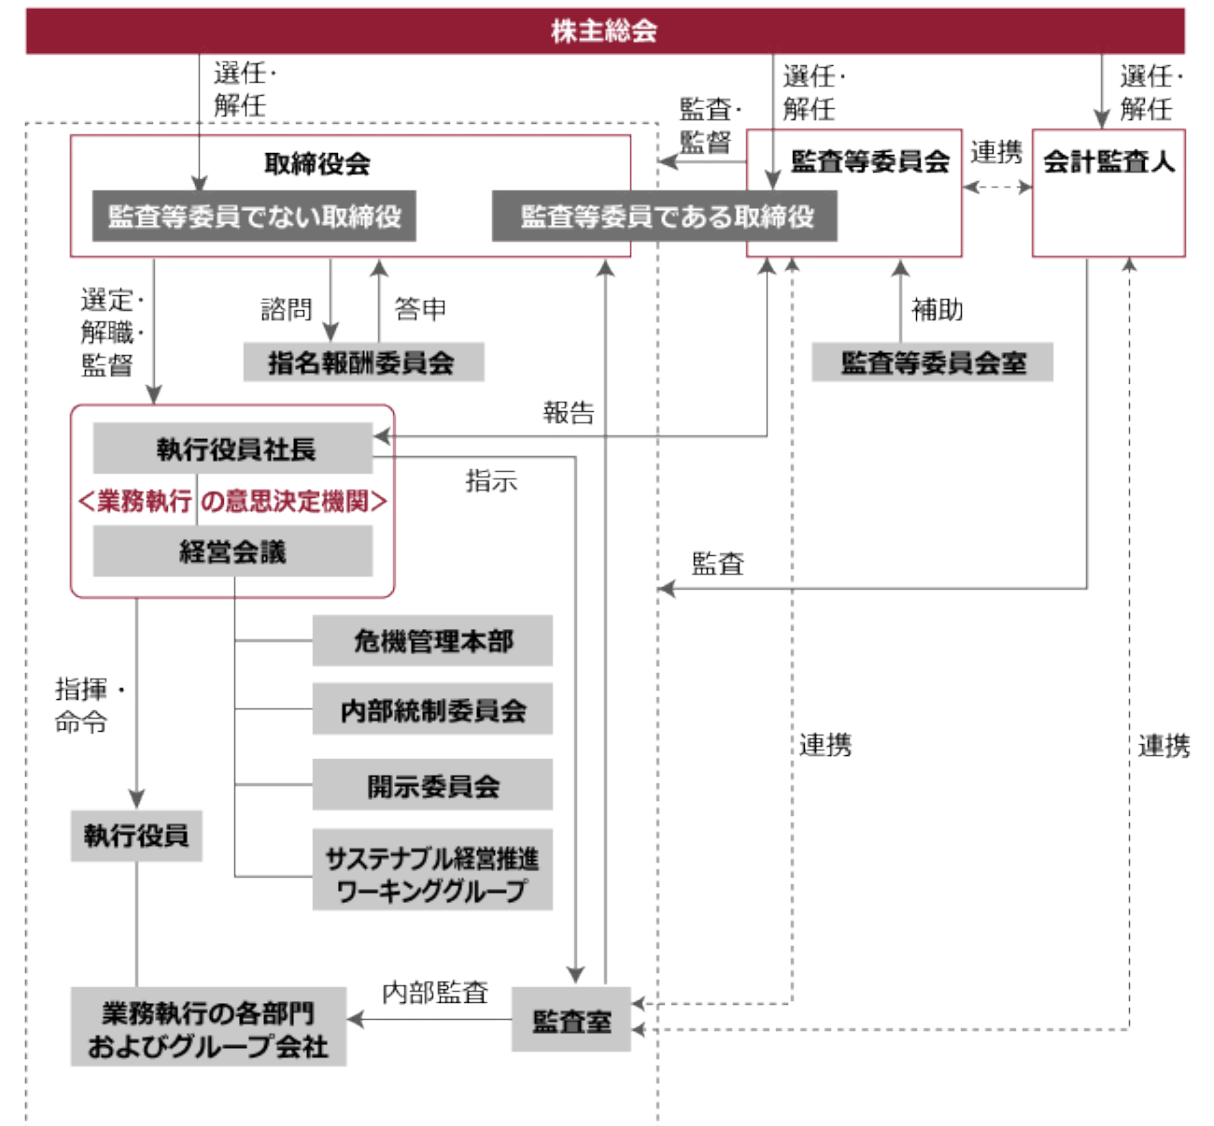 株主総会
選任・
解任
選任・
解任
選任・
解任
監査・
監督
取締役会
監査等委員会
連携
会計監査人
監査等委員でない取締役
監査等委員である取締役
選定・
解職・
監督
諮問
答申
補助
指名報酬委員会
監査等委員会室
報告
執行役員社長
指示
<業務執行の意思決定機関>
経営会議
監査
危機管理本部
指揮・
命令
内部統制委員会
連携
連携
開示委員会
執行役員
サステナブル経営推進
ワーキンググループ
内部監査
業務執行の各部門
およびグループ会社
監査室